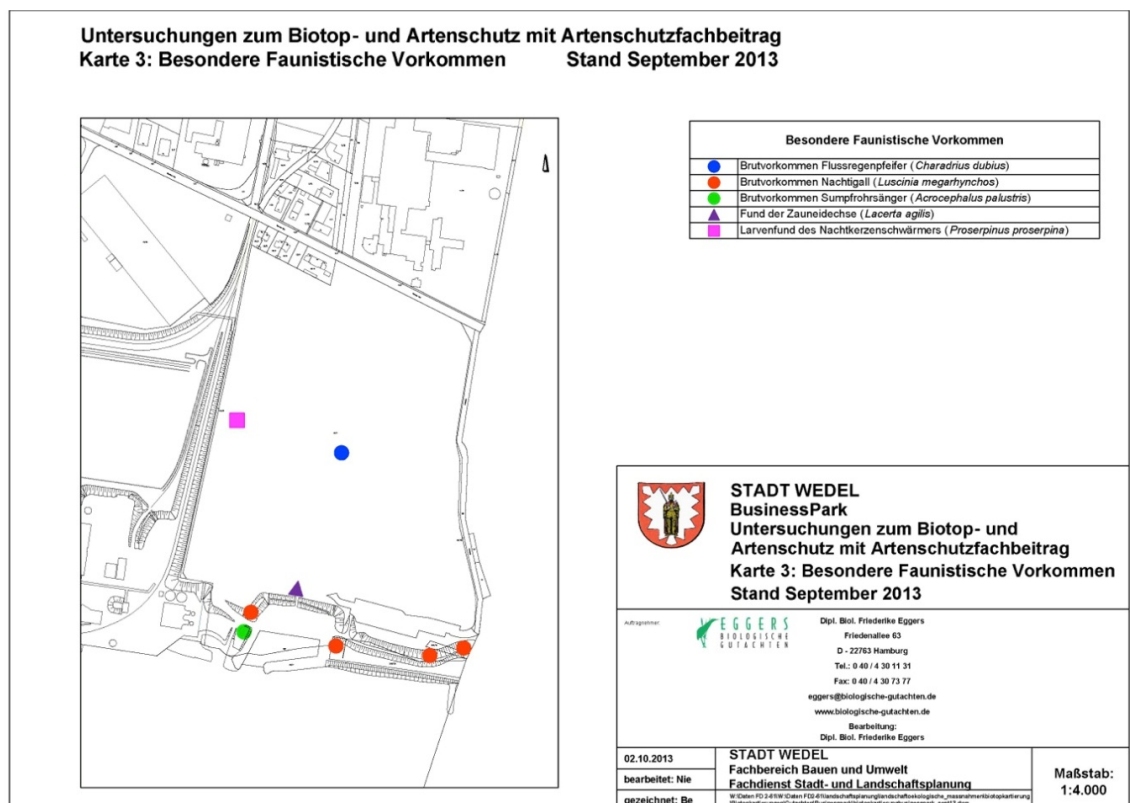 Untersuchungen zum Biotop- und Artenschutz mit Artenschutzfachbeitrag
Karte 3: Besondere Faunistische Vorkommen Stand September 2013
Besondere Faunistische Vorkommen
Brutvorkommen Flussregenpfeifer (Charadrius dubius)
Brutvorkommen Nachtigall (Luscinia megarhynchos)
Brutvorkommen Sumpfrohrsänger (Acrocephalus palustris)
Fund der Zauneidechse (Lacerta agilis)
Larvenfund des Nachtkerzenschwärmers (Proserpinus proserpina)
STADT WEDEL
BusinessPark
Untersuchungen zum Biotop- und
Artenschutz mit Artenschutzfachbeitrag
Karte 3: Besondere Faunistische Vorkommen
Stand September 2013
Auftragnehmer:
EGGERS
BIOLOGISCHE
GUTACHTEN
Dipl. Biol. Friederike Eggers
Friedenallee 63
D - 22763 Hamburg
Tel.: 0 40 / 4 30 11 31
Fax: 0 40 / 4 30 73 77
eggers@biologische-gutachten.de
www.biologische-gutachten.de
Bearbeitung:
Dipl. Biol. Friederike Eggers
02.10.2013
bearbeitet: Nie
gezeichnet: Be
STADT WEDEL
Fachbereich Bauen und Umwelt
Fachdienst Stadt- und Landschaftsplanung
Maßstab:
1:4.000